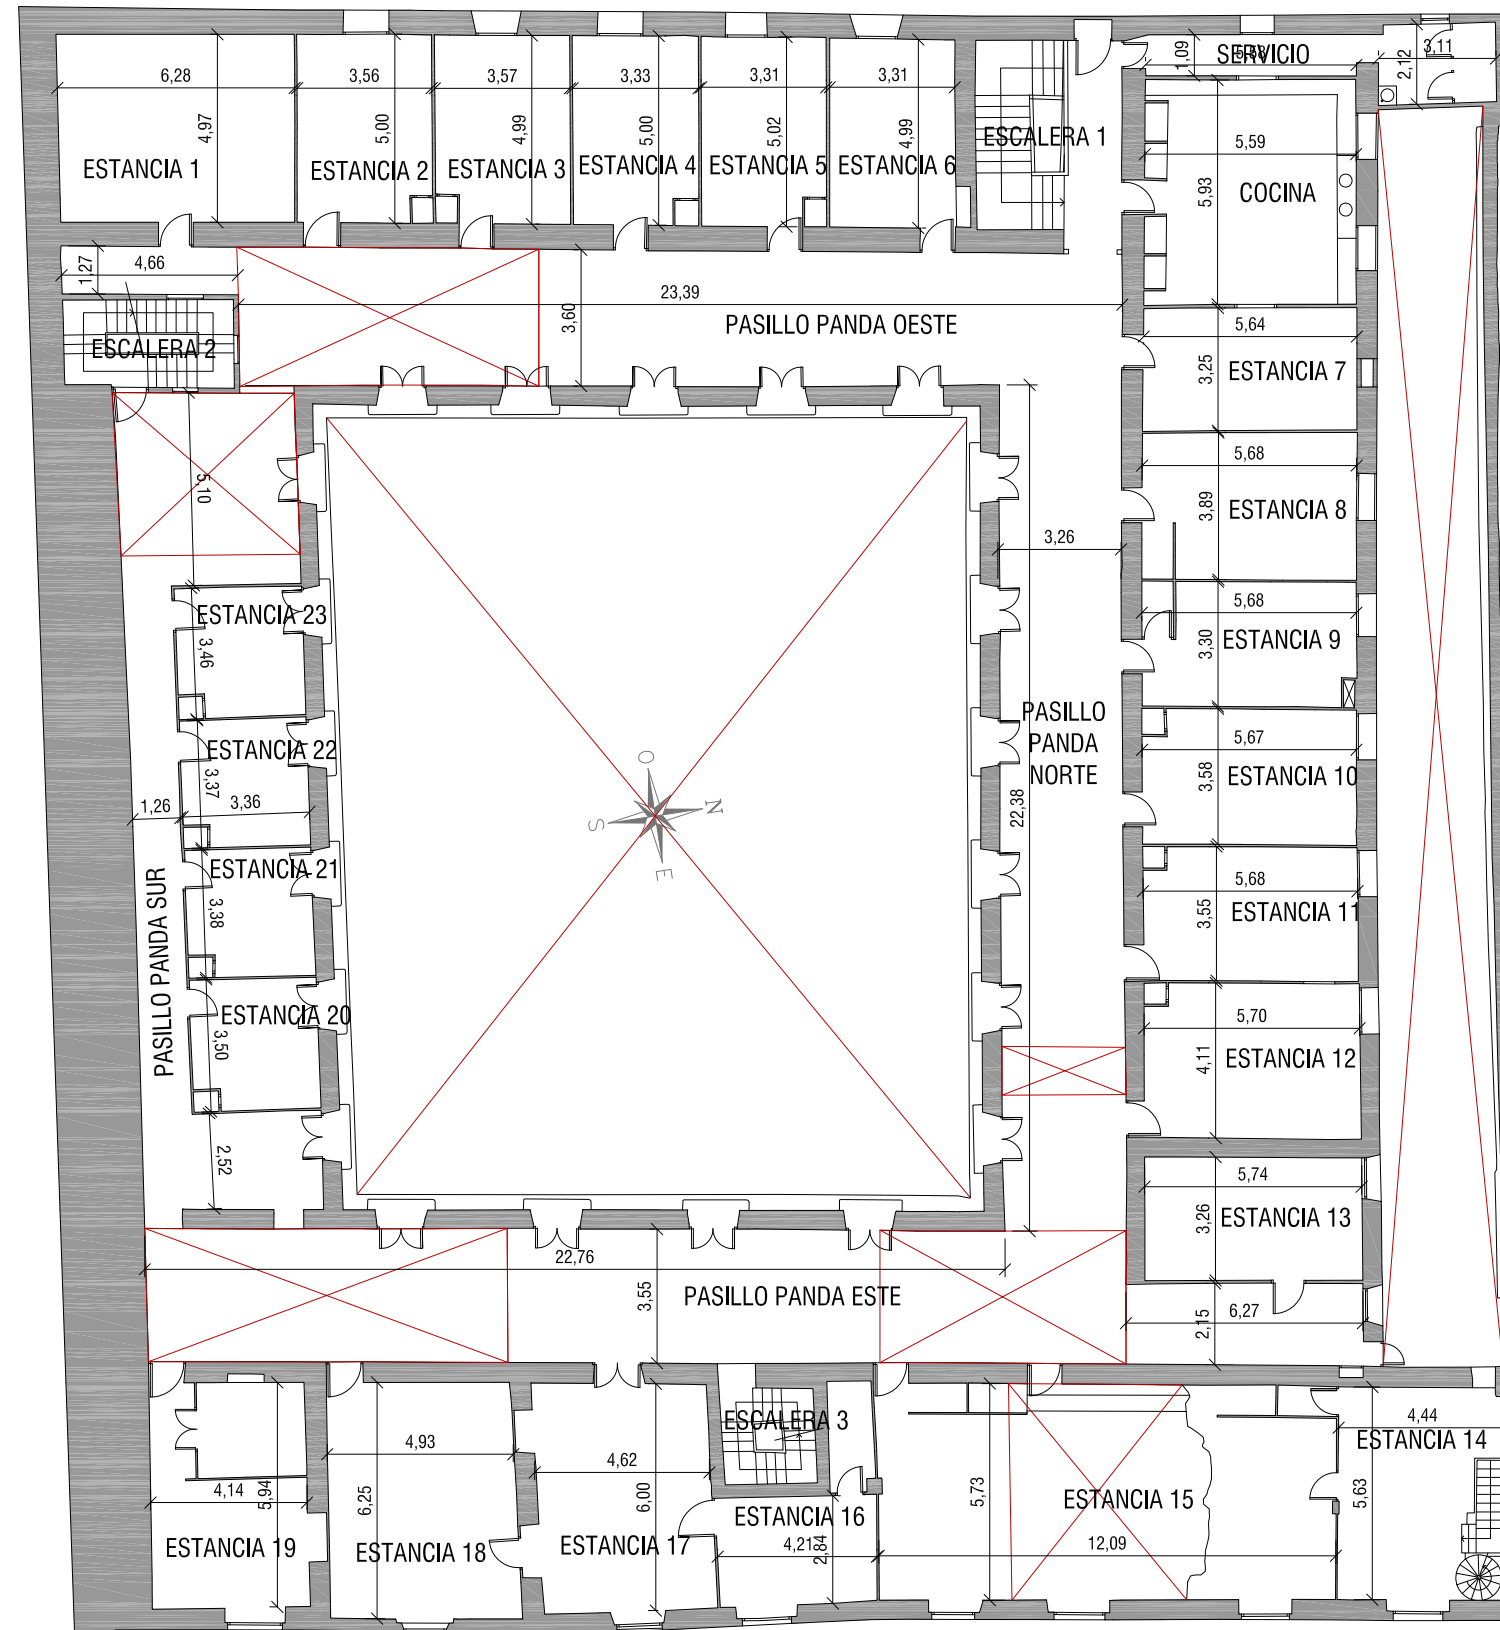 SERVICIO
1,09
2,12
3,11
6,28
3,56
3,57
3,33
3,31
3,31
4,97
5,00
4,99
5,00
5,02
4,99
ESTANCIA 1
ESTANCIA 2
ESTANCIA 3
ESTANCIA 4
ESTANCIA 5
ESTANCIA 6
ESCALERA 1
5,59
5,93
COCINA
1,27
4,66
23,39
3,60
PASILLO PANDA OESTE
ESCALERA 2
5,64
3,25
ESTANCIA 7
5,10
5,68
3,89
ESTANCIA 8
3,26
ESTANCIA 23
3,46
5,68
3,30
ESTANCIA 9
PASILLO
PANDA
NORTE
22,38
ESTANCIA 22
3,37
1,26
3,36
5,67
3,58
ESTANCIA 10
O
N
S
E
ESTANCIA 21
3,38
5,68
3,55
ESTANCIA 11
PASILLO PANDA SUR
ESTANCIA 20
3,50
5,70
4,11
ESTANCIA 12
2,52
5,74
3,26
ESTANCIA 13
22,76
3,55
PASILLO PANDA ESTE
6,27
2,15
4,14
5,94
ESTANCIA 19
4,93
6,25
ESTANCIA 18
4,62
6,00
ESTANCIA 17
ESCALERA 3
ESTANCIA 16
4,21
2,84
5,73
ESTANCIA 15
12,09
4,44
ESTANCIA 14
5,63